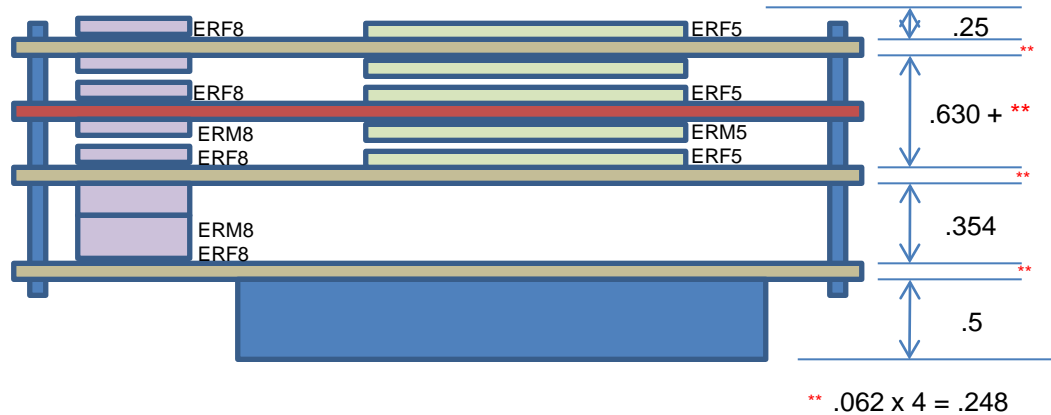 ERF8 ERF5 .25
**
ERF8 ERF5
.630 + **
ERM8 ERM5
ERF8 ERF5
**
.354
ERM8
ERF8
**
.5
** .062 x 4 = .248